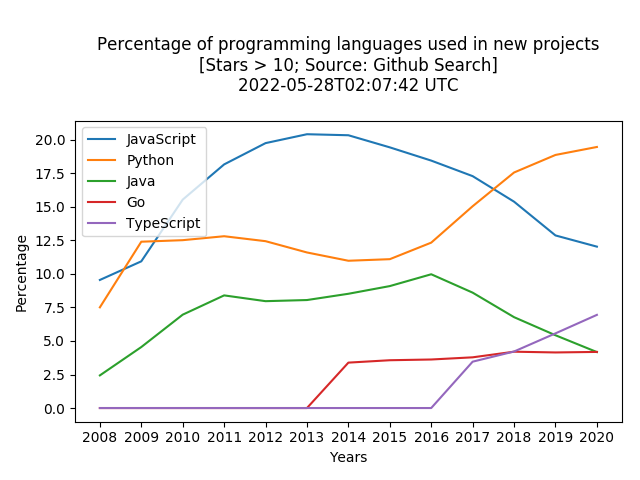 Percentage of programming languages used in new projects
[Stars > 10; Source: Github Search]
2022-05-28T02:07:42 UTC
20.0
17.5
15.0
12.5
10.0
7.5
5.0
2.5
0.0
Percentage
JavaScript
Python
Java
Go
TypeScript
2008 2009 2010 2011 2012 2013 2014 2015 2016 2017 2018 2019 2020
Years